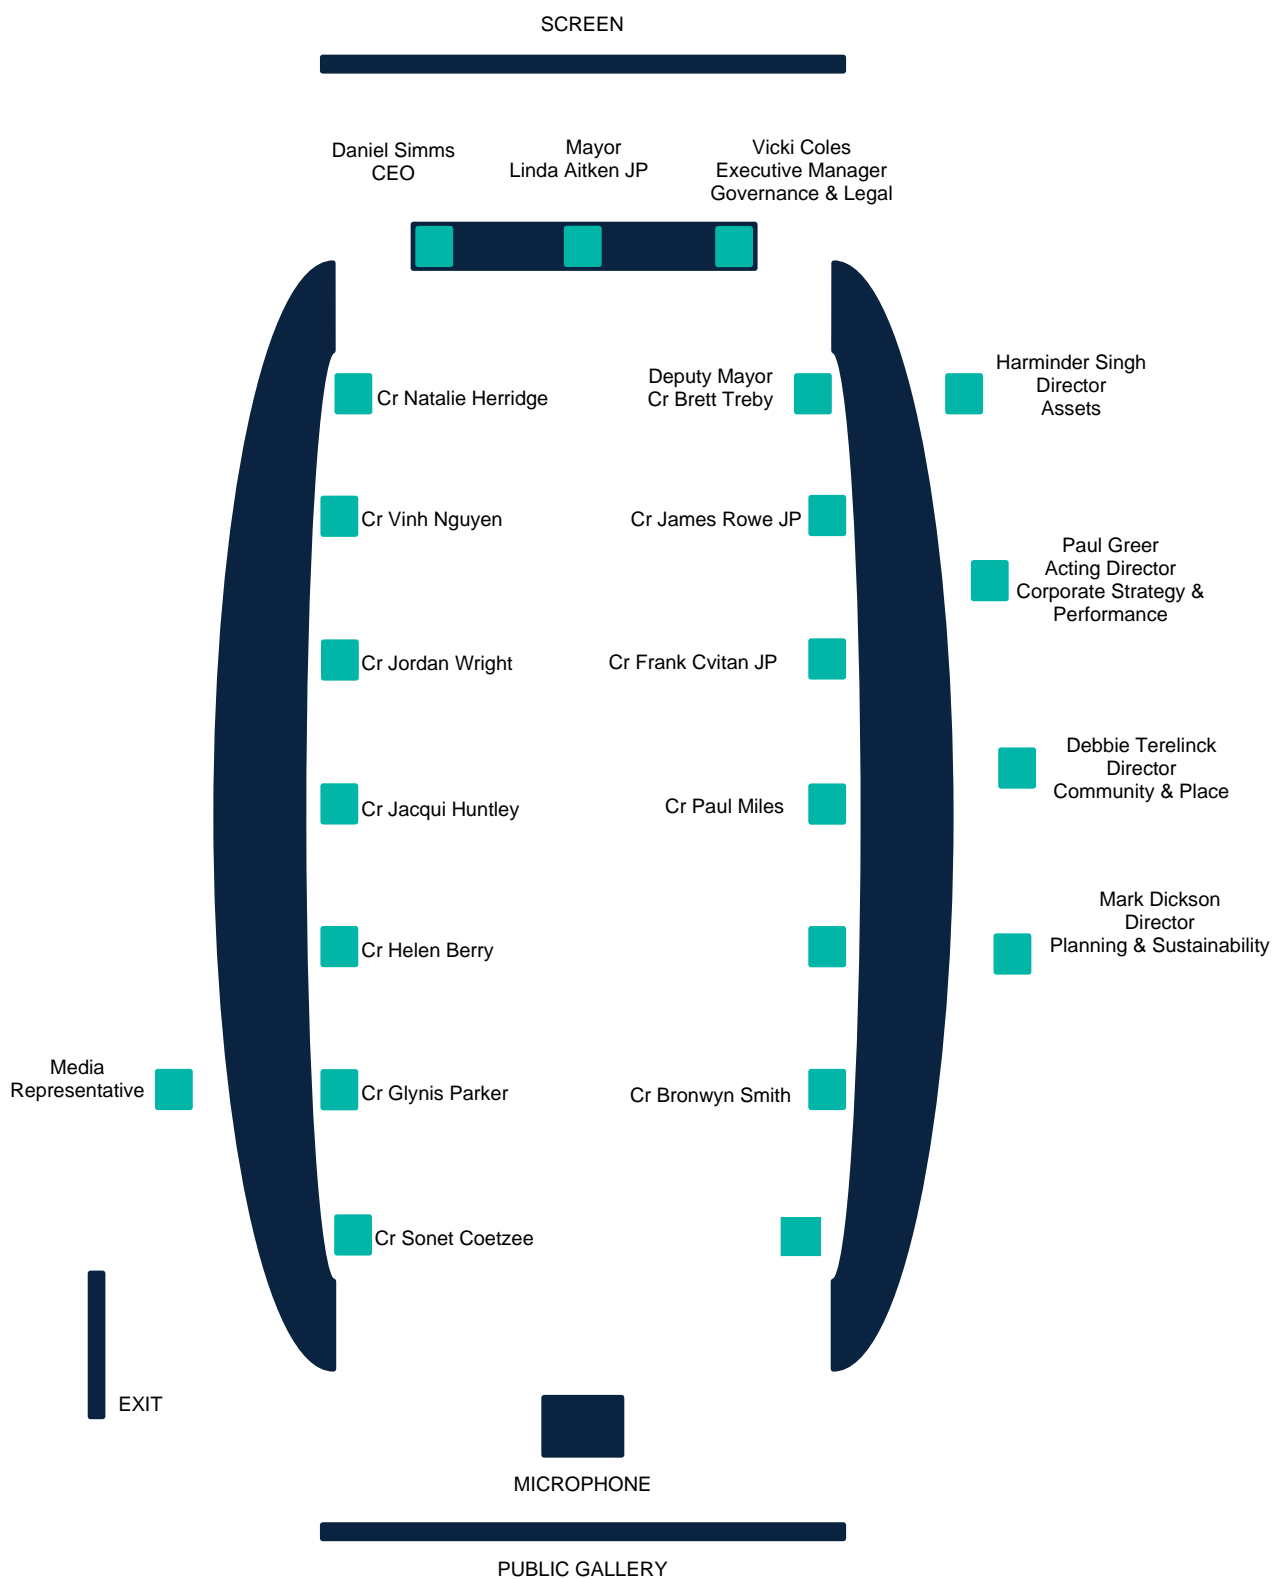 SCREEN
Daniel Simms
CEO
Mayor
Linda Aitken JP
Vicki Coles
Executive Manager
Governance & Legal
Cr Natalie Herridge
Deputy Mayor
Cr Brett Treby
Harminder Singh
Director
Assets
Cr Vinh Nguyen
Cr James Rowe JP
Paul Greer
Acting Director
Corporate Strategy &
Performance
Cr Jordan Wright
Cr Frank Cvitan JP
Debbie Terelinck
Director
Community & Place
Cr Jacqui Huntley
Cr Paul Miles
Mark Dickson
Director
Planning & Sustainability
Cr Helen Berry
Media
Representative
Cr Glynis Parker
Cr Bronwyn Smith
Cr Sonet Coetzee
EXIT
MICROPHONE
PUBLIC GALLERY